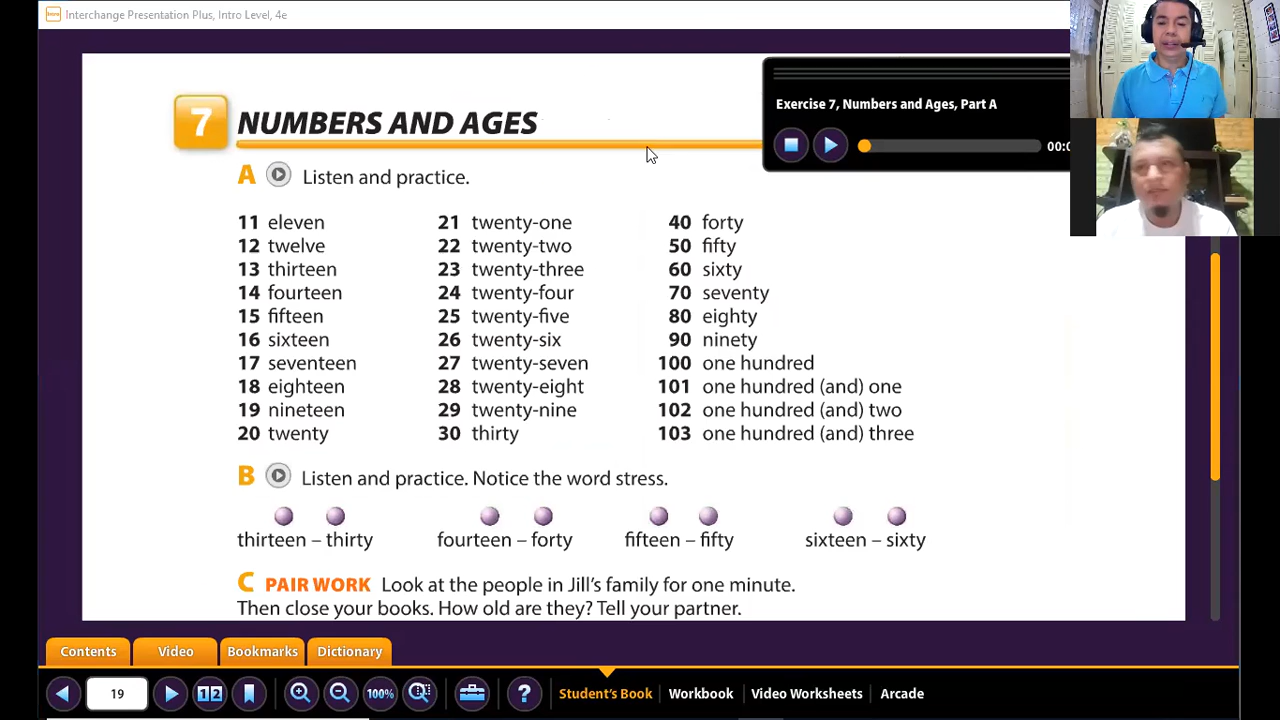 Interchange Presentation Plus, Intro Level, 4e
7 NUMBERS AND AGES
Exercise 7, Numbers and Ages, Part A
00:0
A Listen and practice.
11 eleven 21 twenty-one 40 forty
12 twelve 22 twenty-two 50 fifty
13 thirteen 23 twenty-three 60 sixty
14 fourteen 24 twenty-four 70 seventy
15 fifteen 25 twenty-five 80 eighty
16 sixteen 26 twenty-six 90 ninety
17 seventeen 27 twenty-seven 100 one hundred
18 eighteen 28 twenty-eight 101 one hundred (and) one
19 nineteen 29 twenty-nine 102 one hundred (and) two
20 twenty 30 thirty 103 one hundred (and) three
B Listen and practice. Notice the word stress.
thirteen – thirty fourteen – forty fifteen – fifty sixteen – sixty
C PAIR WORK Look at the people in Jill's family for one minute.
Then close your books. How old are they? Tell your partner.
Contents Video Bookmarks Dictionary
19 1 2 100% ? Student's Book Workbook Video Worksheets Arcade